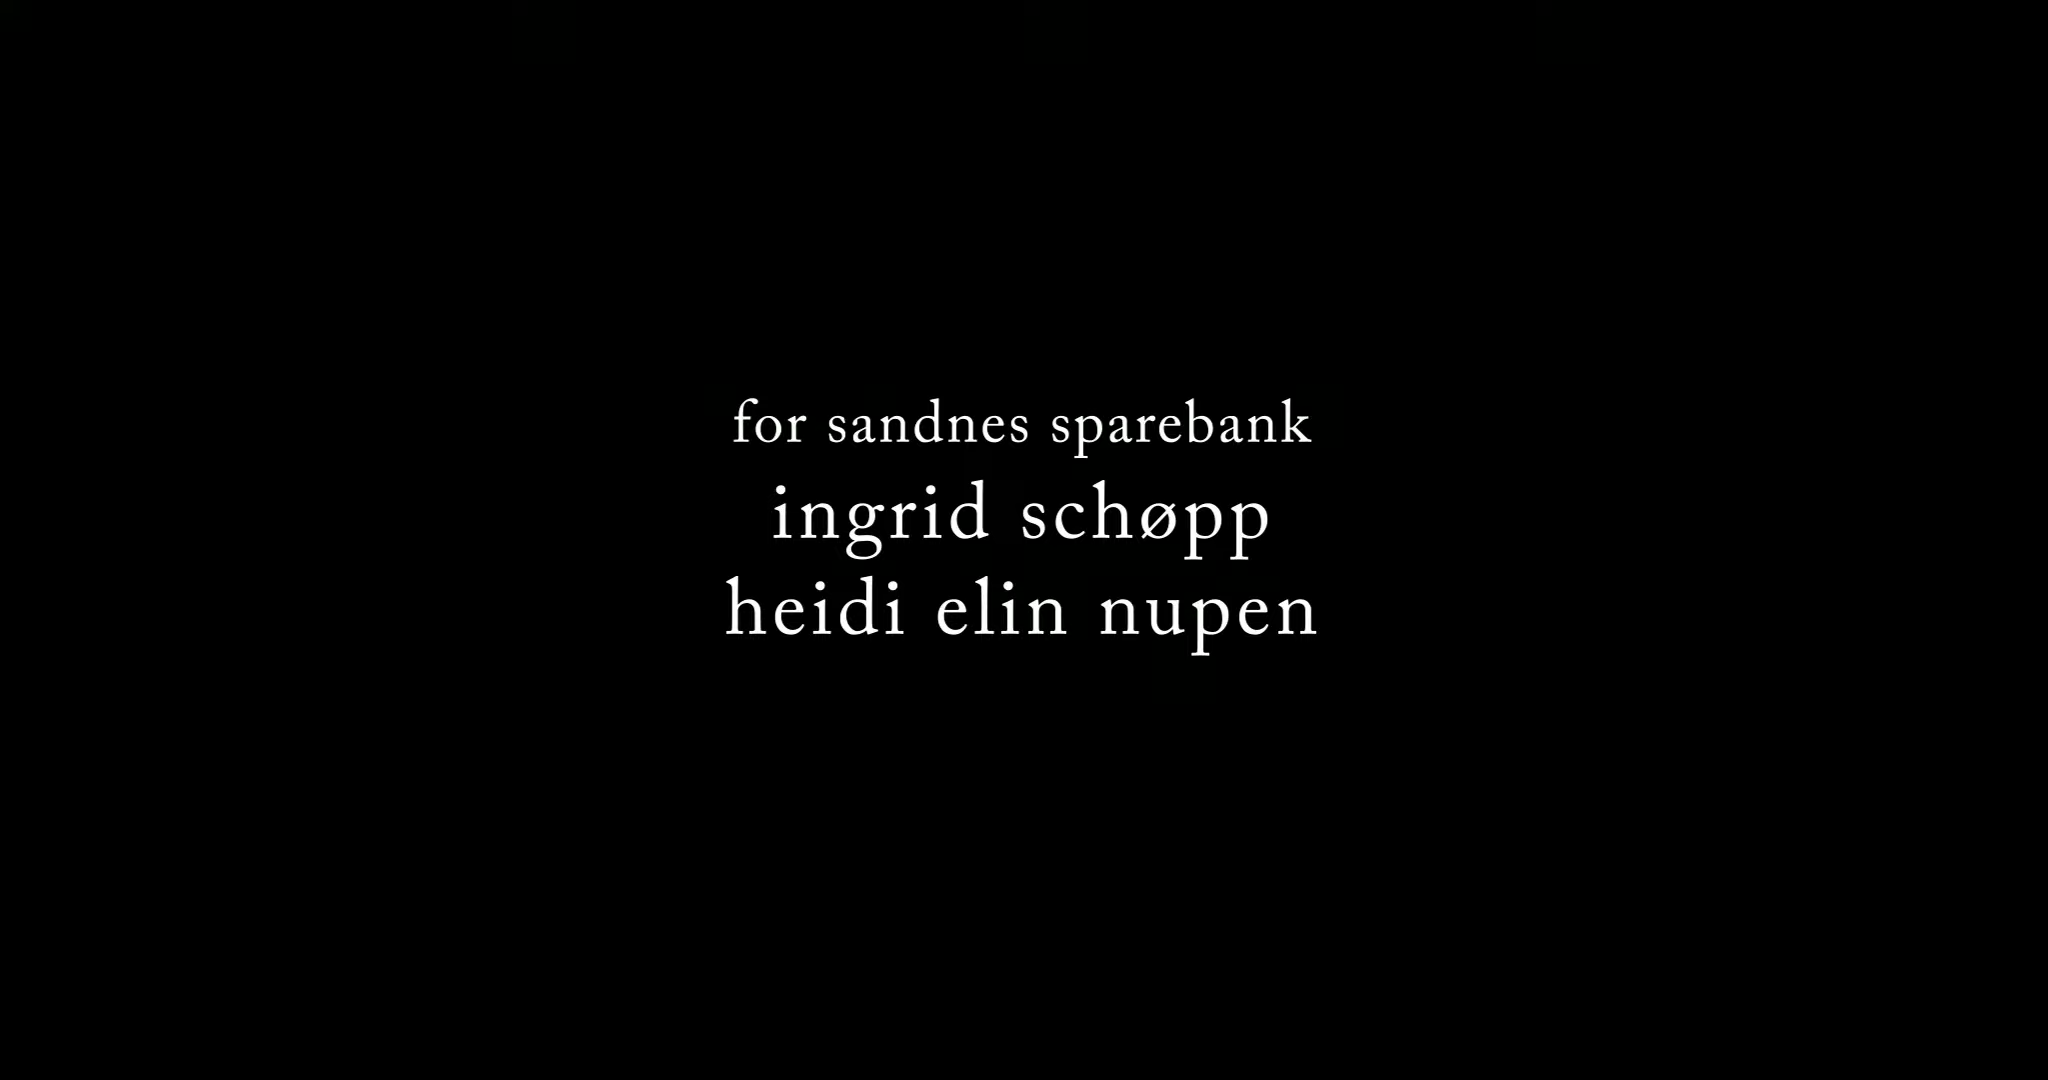 for sandnes sparebank
ingrid schøpp
heidi elin nupen